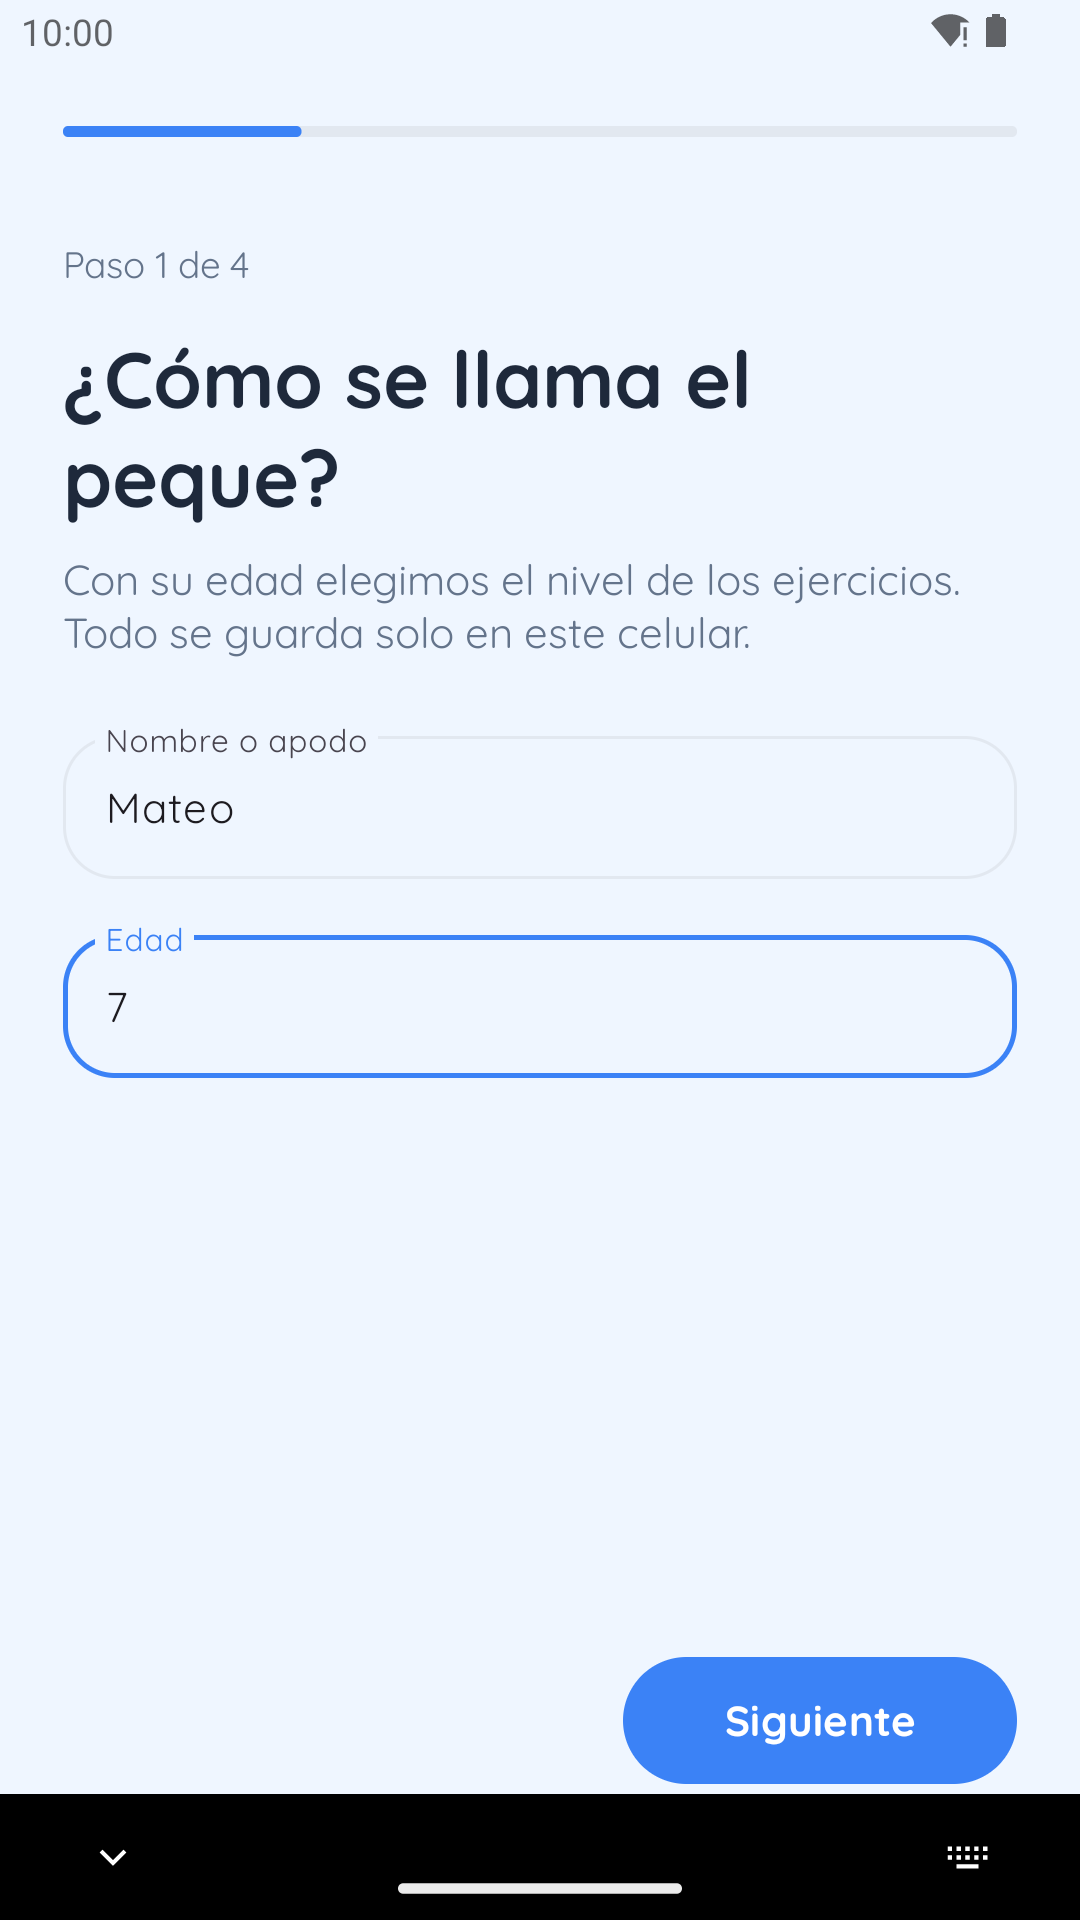 10:00
Paso 1 de 4
¿Cómo se llama el
peque?
Con su edad elegimos el nivel de los ejercicios.
Todo se guarda solo en este celular.
Nombre o apodo
Mateo
Edad
7
Siguiente